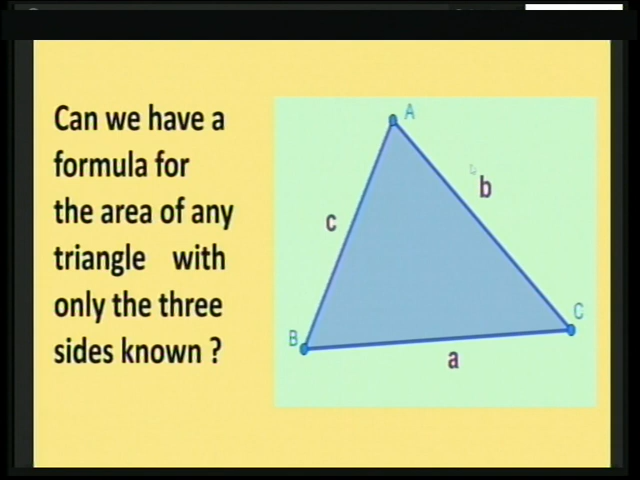 Can we have a
formula for
the area of any
triangle with
only the three
sides known ?
A
b
c
C
B
a